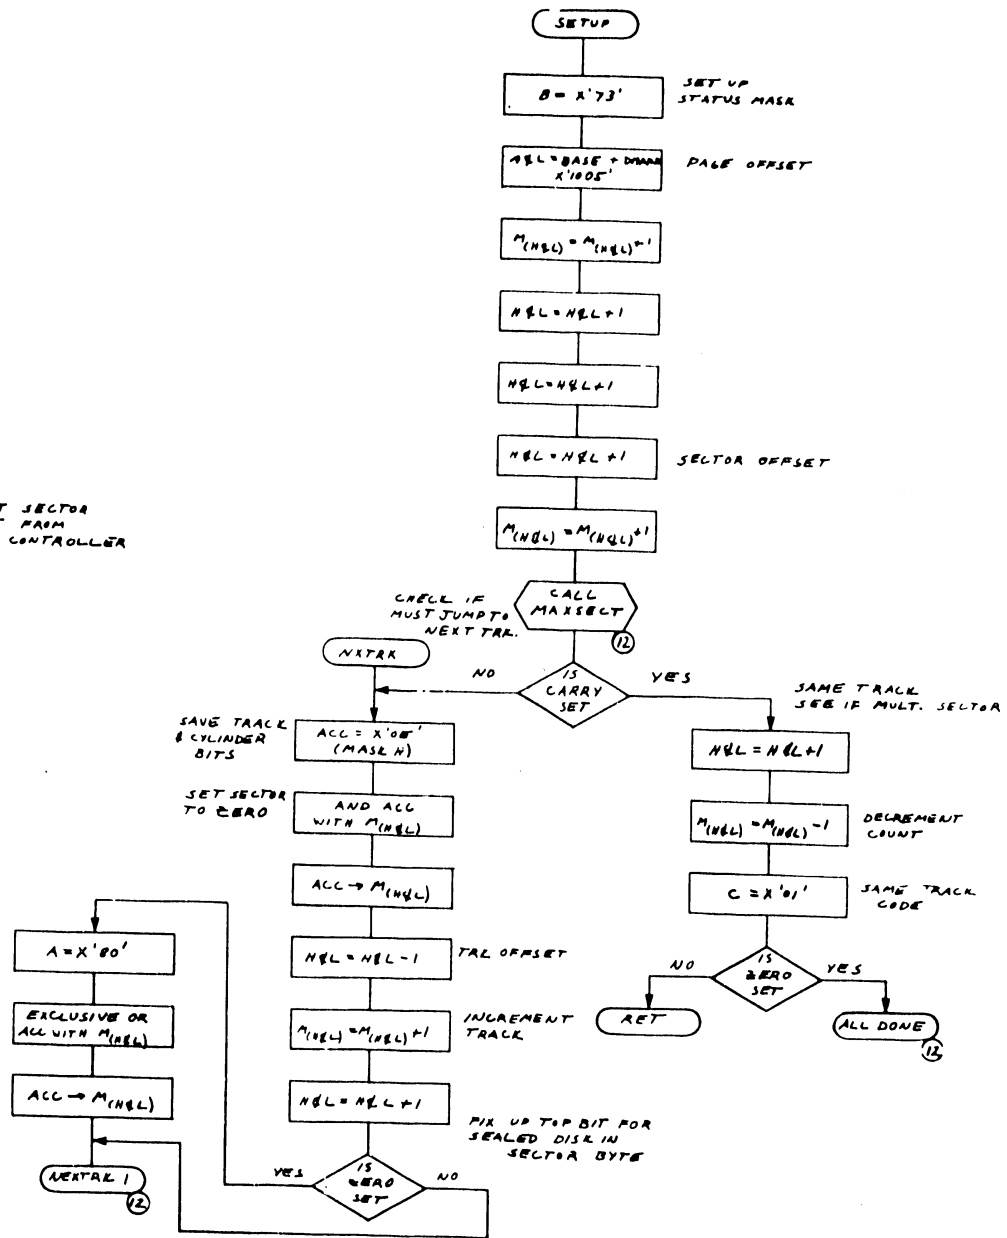 SETUP
B = X'73'
SET UP
STATUS MASK
H&L = BASE +
X'1005'
PAGE OFFSET
M(H&L) = M(H&L)+1
H&L = H&L + 1
H&L = H&L + 1
H&L = H&L + 1
SECTOR OFFSET
M(H&L) = M(H&L)+1
SECTOR
FROM
CONTROLLER
CALL
MAXSECT
12
CHECK IF
MUST JUMP TO
NEXT TRK.
NXTRK
NO
IS
CARRY
SET
YES
SAME TRACK
SEE IF MULT. SECTOR
SAVE TRACK
& CYLINDER
BITS
ACC =
(MASK H)
SET SECTOR
TO ZERO
AND ACC
WITH M(H&L)
ACC → M(H&L)
H&L = H&L - 1
TRL OFFSET
M(H&L) = M(H&L) + 1
INCREMENT
TRACK
H&L = H&L + 1
FIX UP TOP BIT FOR
SEALED DISK IN
SECTOR BYTE
YES
IS
ZERO
SET
NO
A = X'80'
EXCLUSIVE OR
ACC WITH M(H&L)
ACC → M(H&L)
NEXTRK 1
12
H&L = H&L + 1
M(H&L) = M(H&L) - 1
DECREMENT
COUNT
C = X'01'
SAME TRACK
CODE
NO
IS
ZERO
SET
YES
RET
ALL DONE
12